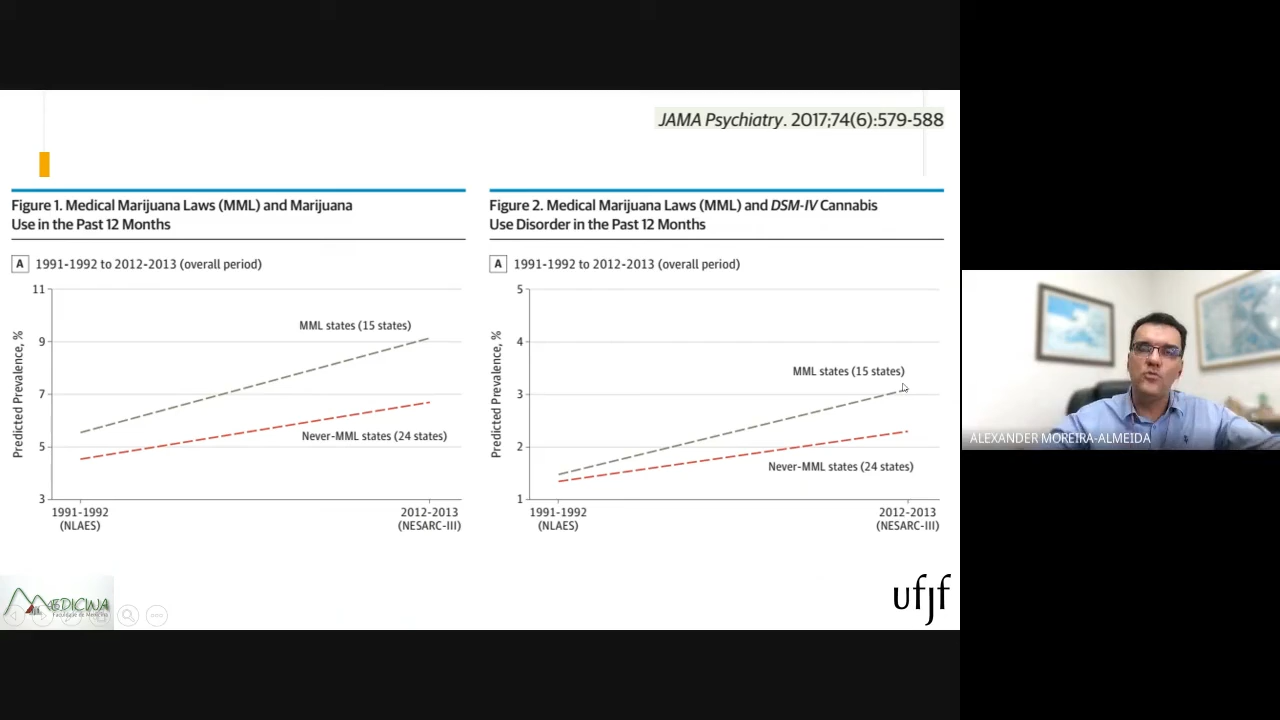 JAMA Psychiatry. 2017;74(6):579-588
Figure 1. Medical Marijuana Laws (MML) and Marijuana
Use in the Past 12 Months
A 1991-1992 to 2012-2013 (overall period)
11
9
7
5
3
Predicted Prevalence, %
MML states (15 states)
Never-MML states (24 states)
1991-1992
(NLAES)
2012-2013
(NESARC-III)
Figure 2. Medical Marijuana Laws (MML) and DSM-IV Cannabis
Use Disorder in the Past 12 Months
A 1991-1992 to 2012-2013 (overall period)
5
4
3
2
1
Predicted Prevalence, %
MML states (15 states)
Never-MML states (24 states)
1991-1992
(NLAES)
2012-2013
(NESARC-III)
MEDICINA
Faculdade de Medicina
ufjf
ALEXANDER MOREIRA-ALMEIDA